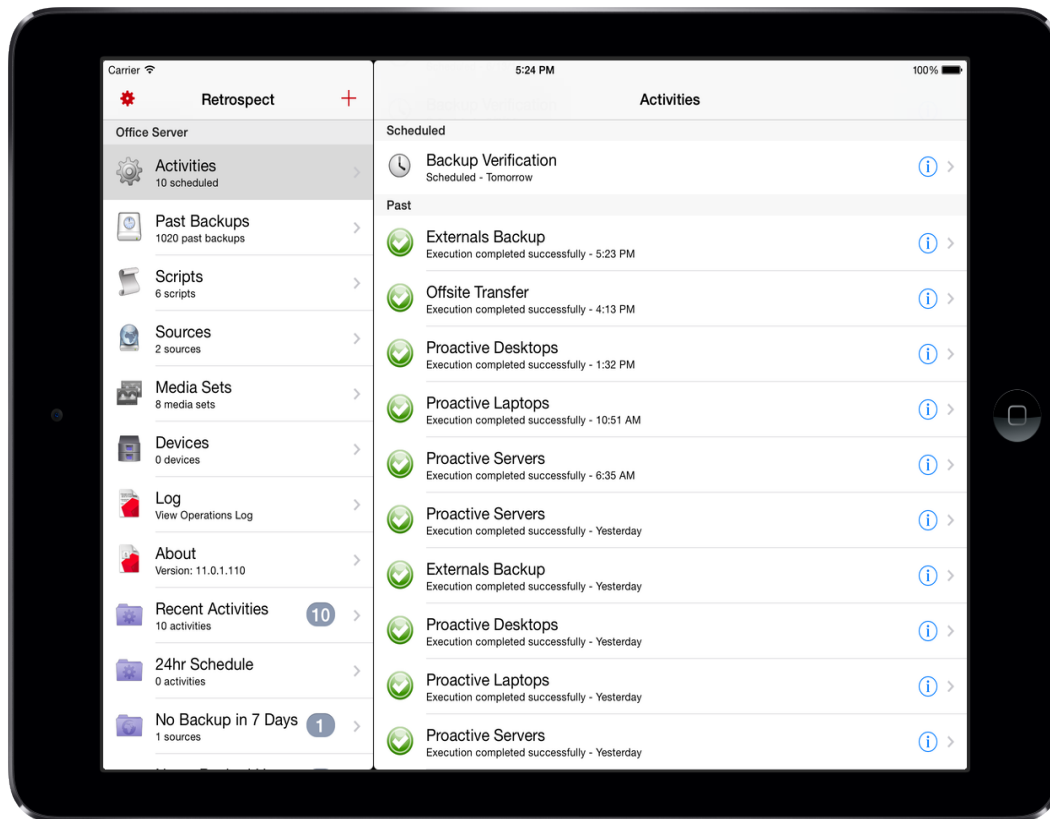 Carrier
5:24 PM
100%
Retrospect
Activities
Office Server
Activities
10 scheduled
Past Backups
1020 past backups
Scripts
6 scripts
Sources
2 sources
Media Sets
8 media sets
Devices
0 devices
Log
View Operations Log
About
Version: 11.0.1.110
Recent Activities
10
10 activities
24hr Schedule
0 activities
No Backup in 7 Days
1
1 sources
Scheduled
Backup Verification
Scheduled - Tomorrow
Past
Externals Backup
Execution completed successfully - 5:23 PM
Offsite Transfer
Execution completed successfully - 4:13 PM
Proactive Desktops
Execution completed successfully - 1:32 PM
Proactive Laptops
Execution completed successfully - 10:51 AM
Proactive Servers
Execution completed successfully - 6:35 AM
Proactive Servers
Execution completed successfully - Yesterday
Externals Backup
Execution completed successfully - Yesterday
Proactive Desktops
Execution completed successfully - Yesterday
Proactive Laptops
Execution completed successfully - Yesterday
Proactive Servers
Execution completed successfully - Yesterday